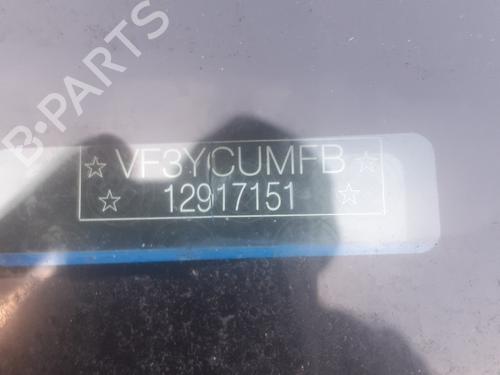 B-PARTS
☆ VF3YCUMFB ☆
☆ 12917151 ☆